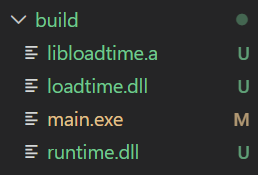 build
libloadtime.a U
loadtime.dll U
main.exe M
runtime.dll U